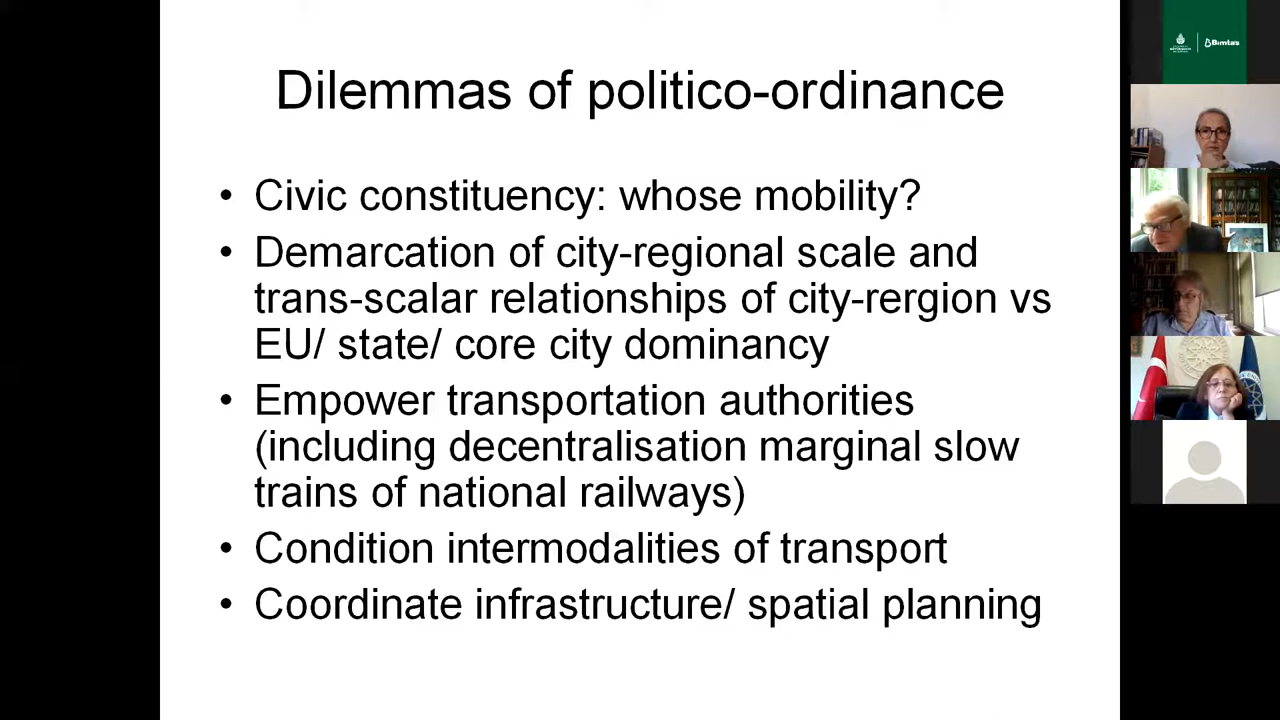 Dilemmas of politico-ordinance
• Civic constituency: whose mobility?
• Demarcation of city-regional scale and
trans-scalar relationships of city-rergion vs
EU/ state/ core city dominancy
• Empower transportation authorities
(including decentralisation marginal slow
trains of national railways)
• Condition intermodalities of transport
• Coordinate infrastructure/ spatial planning
Bimtaş